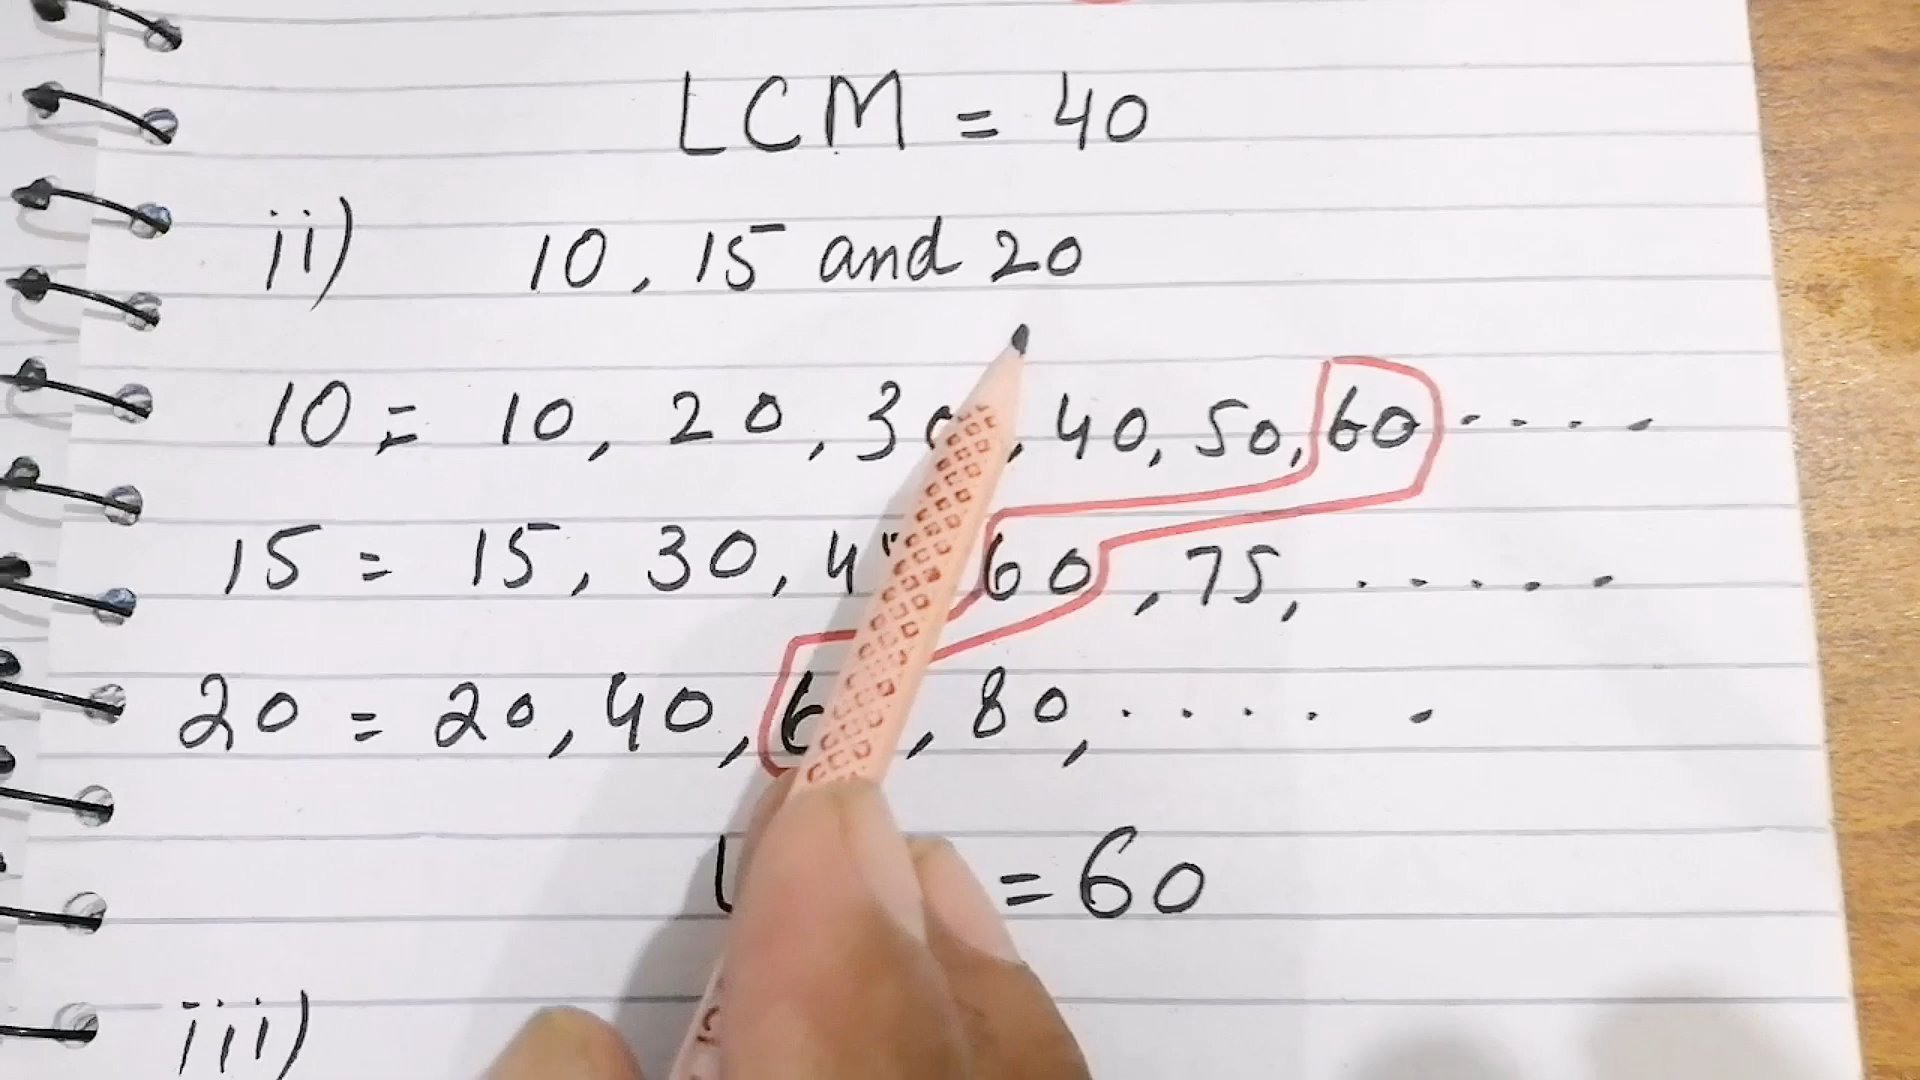 LCM = 40
ii) 10, 15 and 20
10 = 10, 20, 30, 40, 50, 60 ....
15 = 15, 30, 60, 75, .....
20 = 20, 40, , 80, ....
= 60
iii)